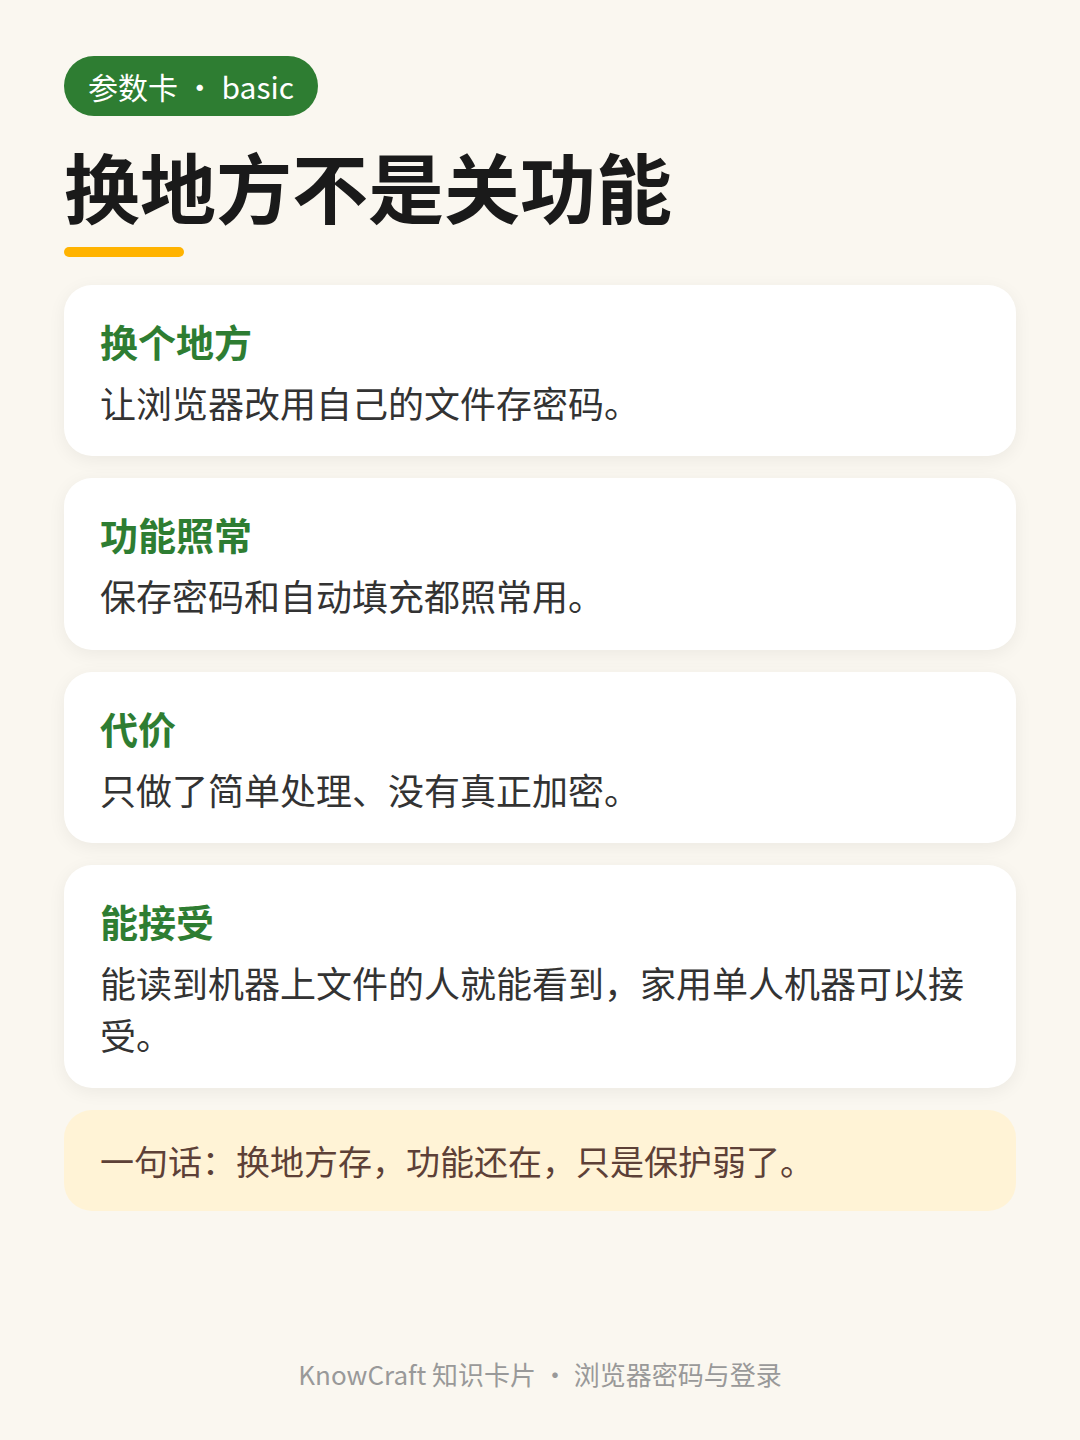 参数卡 · basic
换地方不是关功能
换个地方
让浏览器改用自己的文件存密码。
功能照常
保存密码和自动填充都照常用。
代价
只做了简单处理、没有真正加密。
能接受
能读到机器上文件的人就能看到，家用单人机器可以接
受。
一句话：换地方存，功能还在，只是保护弱了。
KnowCraft 知识卡片 · 浏览器密码与登录